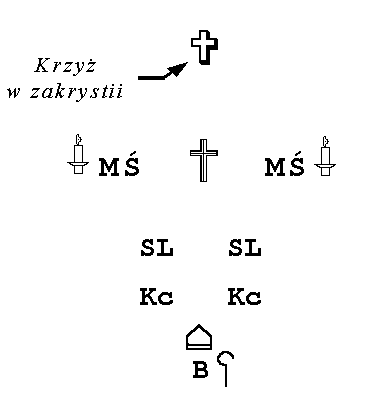 Krzyż
w zakrystii
MŚ MŚ
SL SL
Kc Kc
B